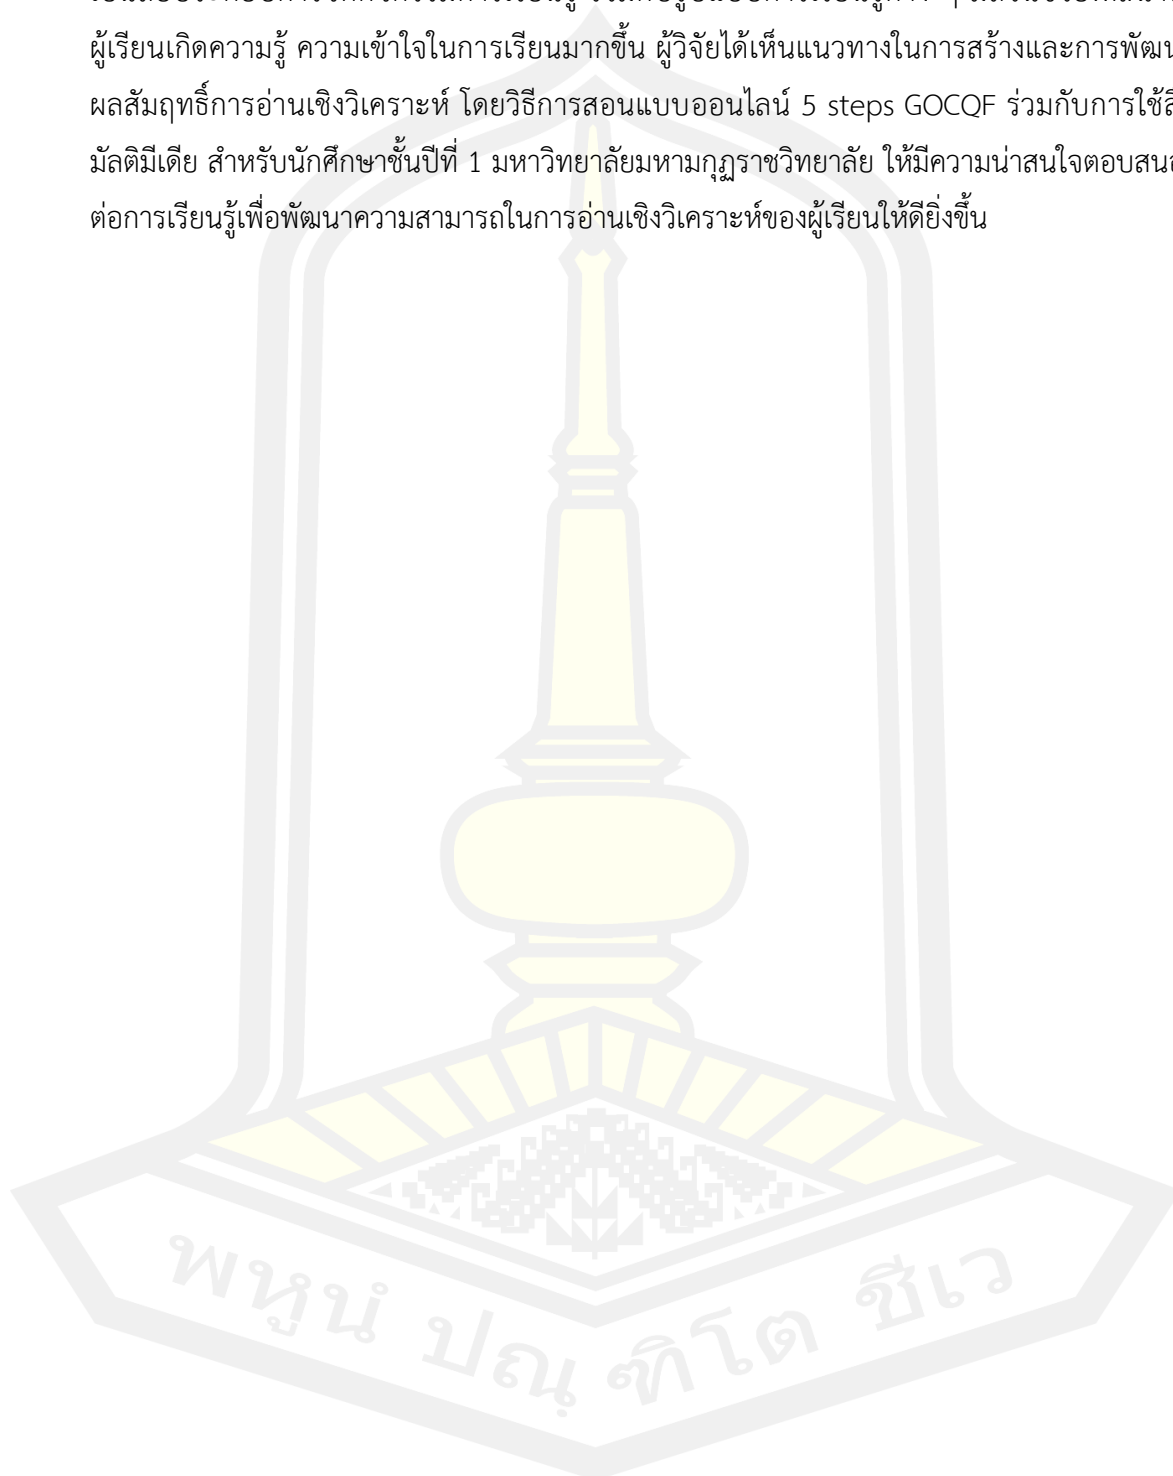 ผู้เรียนเกิดความรู้ ความเข้าใจในการเรียนมากขึ้น ผู้วิจัยได้เห็นแนวทางในการสร้างและการพัฒน
ผลสัมฤทธิ์การอ่านเชิงวิเคราะห์ โดยวิธีการสอนแบบออนไลน์ 5 steps GOCQF ร่วมกับการใช้
มัลติมีเดีย สำหรับนักศึกษาชั้นปีที่ 1 มหาวิทยาลัยมหามกุฏราชวิทยาลัย ให้มีความน่าสนใจตอบสน
ต่อการเรียนรู้เพื่อพัฒนาความสามารถในการอ่านเชิงวิเคราะห์ของผู้เรียนให้ดียิ่งขึ้น
พหูนํ ปณฺฑิโต ชีเว